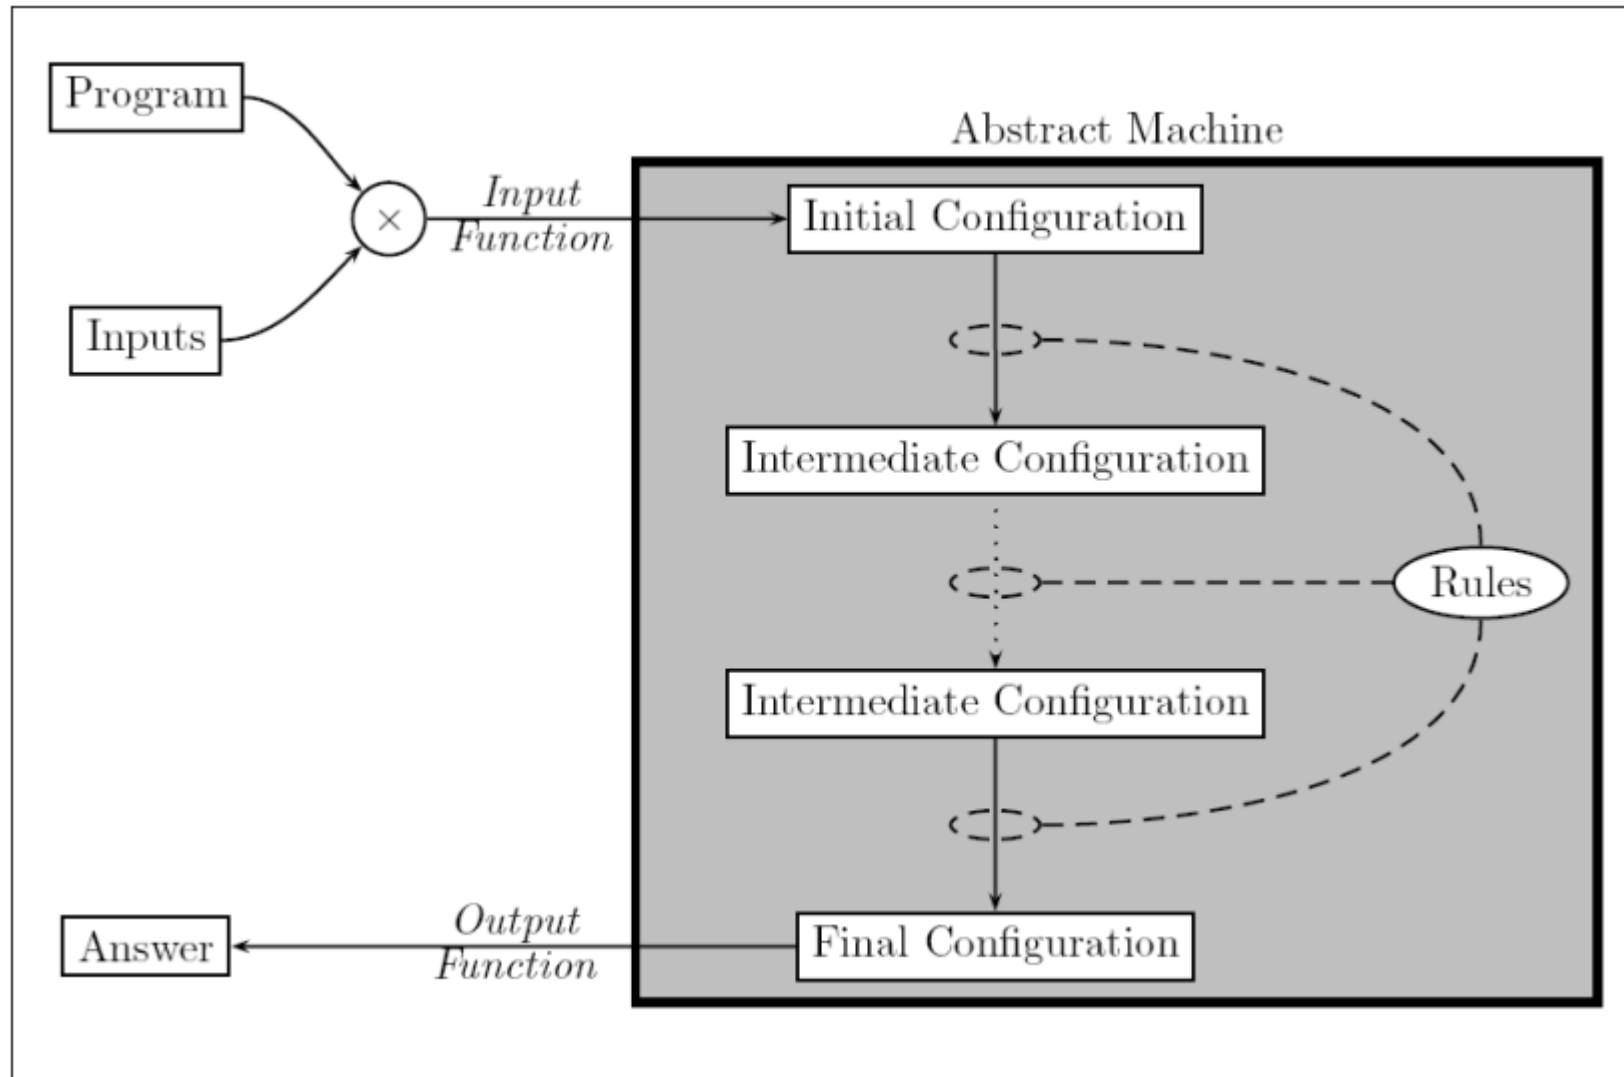 Program
Abstract Machine
Input
Function
×
Initial Configuration
Inputs
Intermediate Configuration
Rules
Intermediate Configuration
Output
Function
Answer
Final Configuration